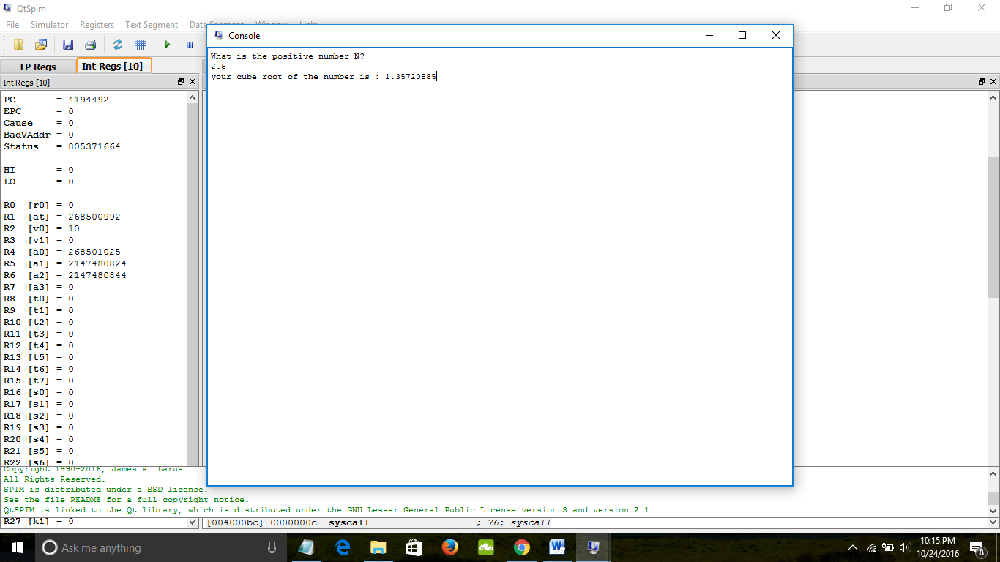 QtSpim
File Simulator Registers Text Segment Data Segment Window Help
Console
What is the positive number N?
2.5
your cube root of the number is : 1.35720885
FP Regs Int Regs [10]
Int Regs [10]
PC = 4194492
EPC = 0
Cause = 0
BadVAddr = 0
Status = 805371664
HI = 0
LO = 0
R0 [r0] = 0
R1 [at] = 268500992
R2 [v0] = 10
R3 [v1] = 0
R4 [a0] = 268501025
R5 [a1] = 2147480824
R6 [a2] = 2147480844
R7 [a3] = 0
R8 [t0] = 0
R9 [t1] = 0
R10 [t2] = 0
R11 [t3] = 0
R12 [t4] = 0
R13 [t5] = 0
R14 [t6] = 0
R15 [t7] = 0
R16 [s0] = 0
R17 [s1] = 0
R18 [s2] = 0
R19 [s3] = 0
R20 [s4] = 0
R21 [s5] = 0
R22 [s6] = 0
Copyright 1990-2016, James R. Larus.
All Rights Reserved.
SPIM is distributed under a BSD license.
See the file README for a full copyright notice.
QtSPIM is linked to the Qt library, which is distributed under the GNU Lesser General Public License version 3 and version 2.1.
R27 [k1] = 0
[004000bc] 0000000c syscall ; 76: syscall
Ask me anything
10:15 PM
10/24/2016
8